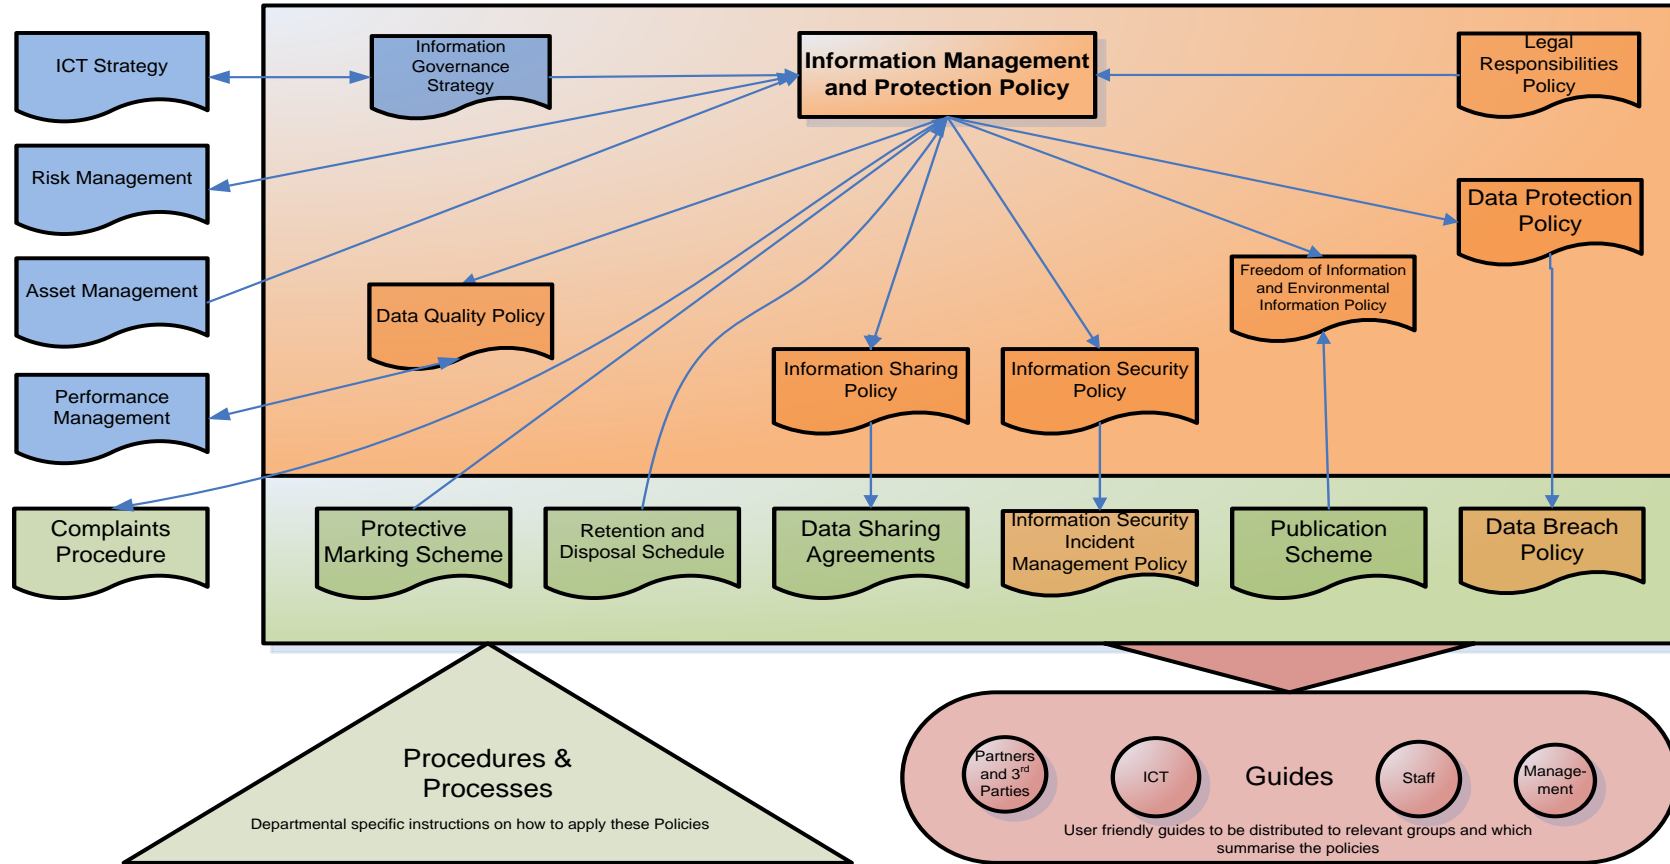 ICT Strategy
Information
Governance
Strategy
Information Management
and Protection Policy
Legal
Responsibilities
Policy
Risk Management
Data Protection
Policy
Asset Management
Data Quality Policy
Freedom of Information
and Environmental
Information Policy
Performance
Management
Information Sharing
Policy
Information Security
Policy
Complaints
Procedure
Protective
Marking Scheme
Retention and
Disposal Schedule
Data Sharing
Agreements
Information Security
Incident
Management Policy
Publication
Scheme
Data Breach
Policy
Procedures &
Processes
Departmental specific instructions on how to apply these Policies
Partners
and 3rd
Parties
ICT
Guides
Staff
Manage-
ment
User friendly guides to be distributed to relevant groups and which
summarise the policies